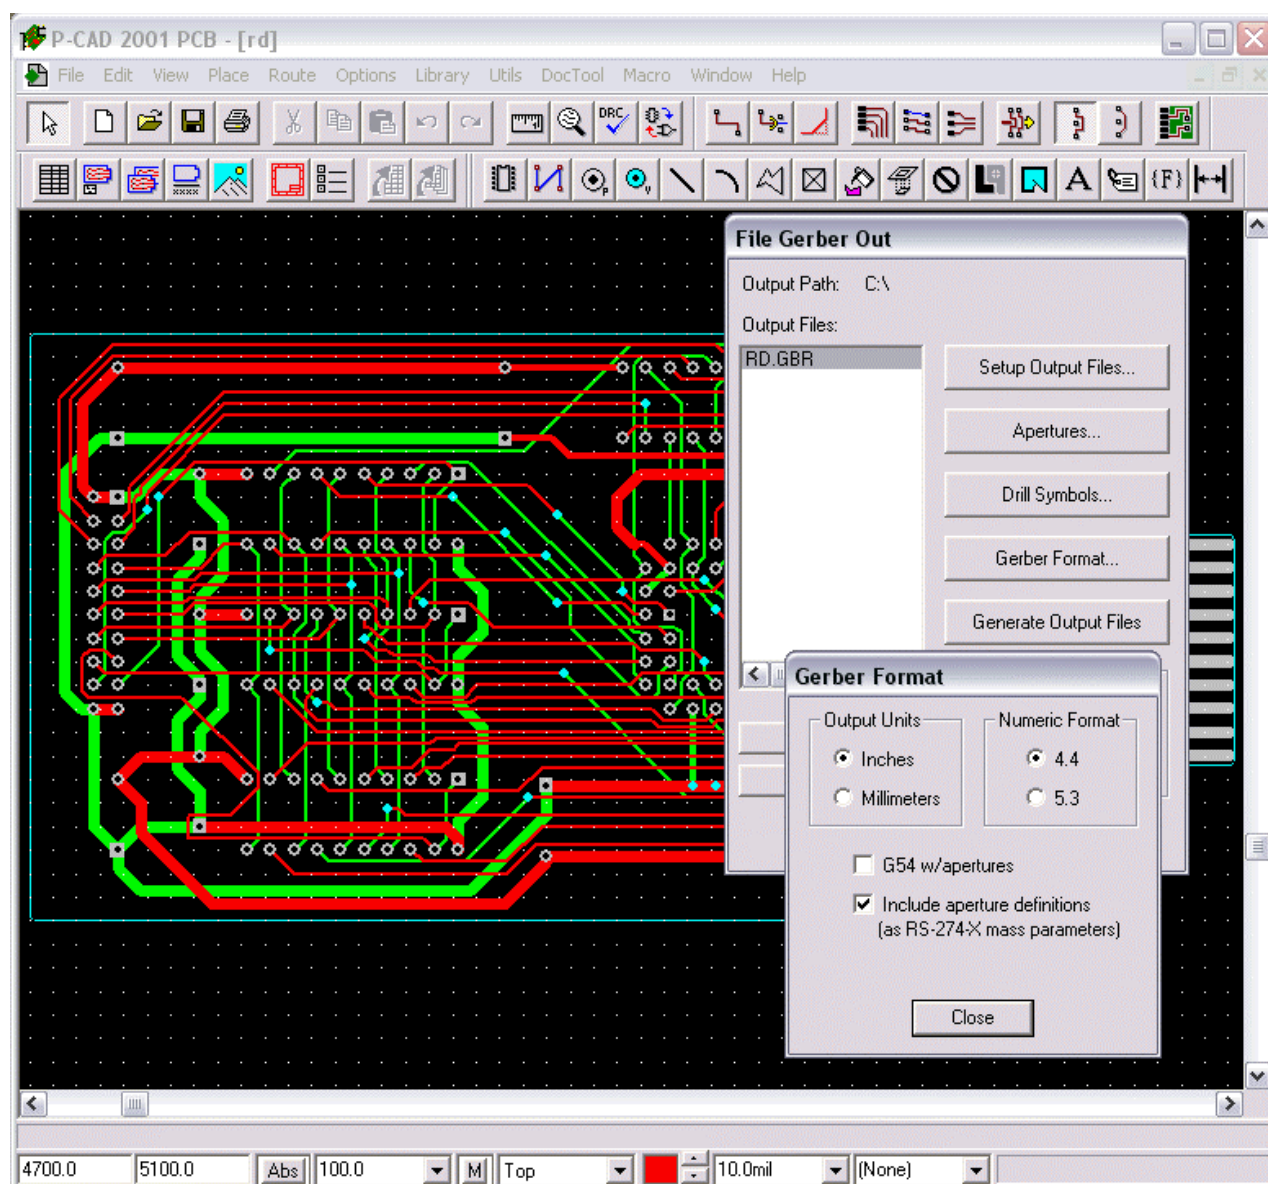 P-CAD 2001 PCB - [rd]
File Edit View Place Route Options Library Utils DocTool Macro Window Help
DRC
xxxxx
P
V
A
{F}
File Gerber Out
Output Path: C:\
Output Files:
RD.GBR
Setup Output Files...
Apertures...
Drill Symbols...
Gerber Format...
Generate Output Files
Gerber Format
Output Units
Numeric Format
Inches
4.4
Millimeters
5.3
G54 w/apertures
Include aperture definitions
(as RS-274-X mass parameters)
Close
4700.0 5100.0 Abs 100.0 M Top 10.0mil (None)